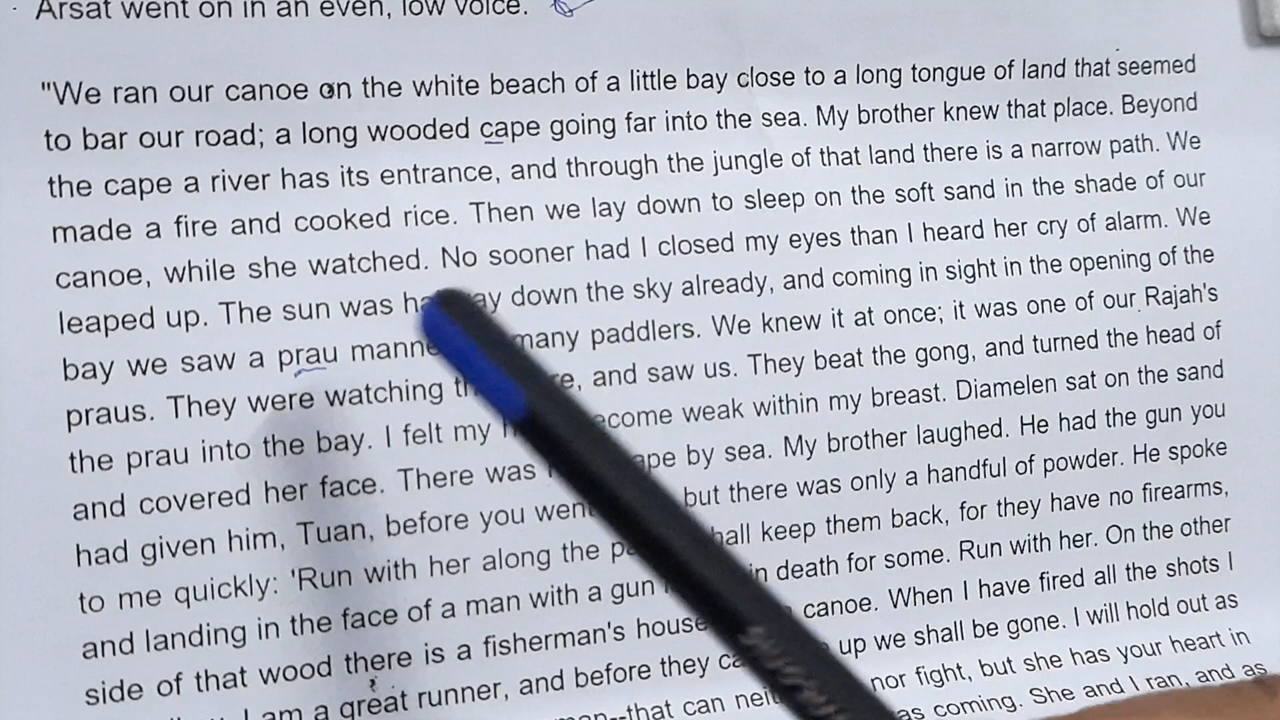 Arsat went on in an even, low voice.
"We ran our canoe on the white beach of a little bay close to a long tongue of land that seemed
to bar our road; a long wooded cape going far into the sea. My brother knew that place. Beyond
the cape a river has its entrance, and through the jungle of that land there is a narrow path. We
made a fire and cooked rice. Then we lay down to sleep on the soft sand in the shade of our
canoe, while she watched. No sooner had I closed my eyes than I heard her cry of alarm. We
leaped up. The sun was down the sky already, and coming in sight in the opening of the
bay we saw a prau many paddlers. We knew it at once; it was one of our Rajah's
praus. They were watching and saw us. They beat the gong, and turned the head of
the prau into the bay. I felt my become weak within my breast. Diamelen sat on the sand
and covered her face. There was by sea. My brother laughed. He had the gun you
had given him, Tuan, before you went but there was only a handful of powder. He spoke
to me quickly: 'Run with her along the shall keep them back, for they have no firearms,
and landing in the face of a man with a gun in death for some. Run with her. On the other
side of that wood there is a fisherman's house canoe. When I have fired all the shots I
I am a great runner, and before they up we shall be gone. I will hold out as
that can nor fight, but she has your heart in
coming. She and I ran, and as